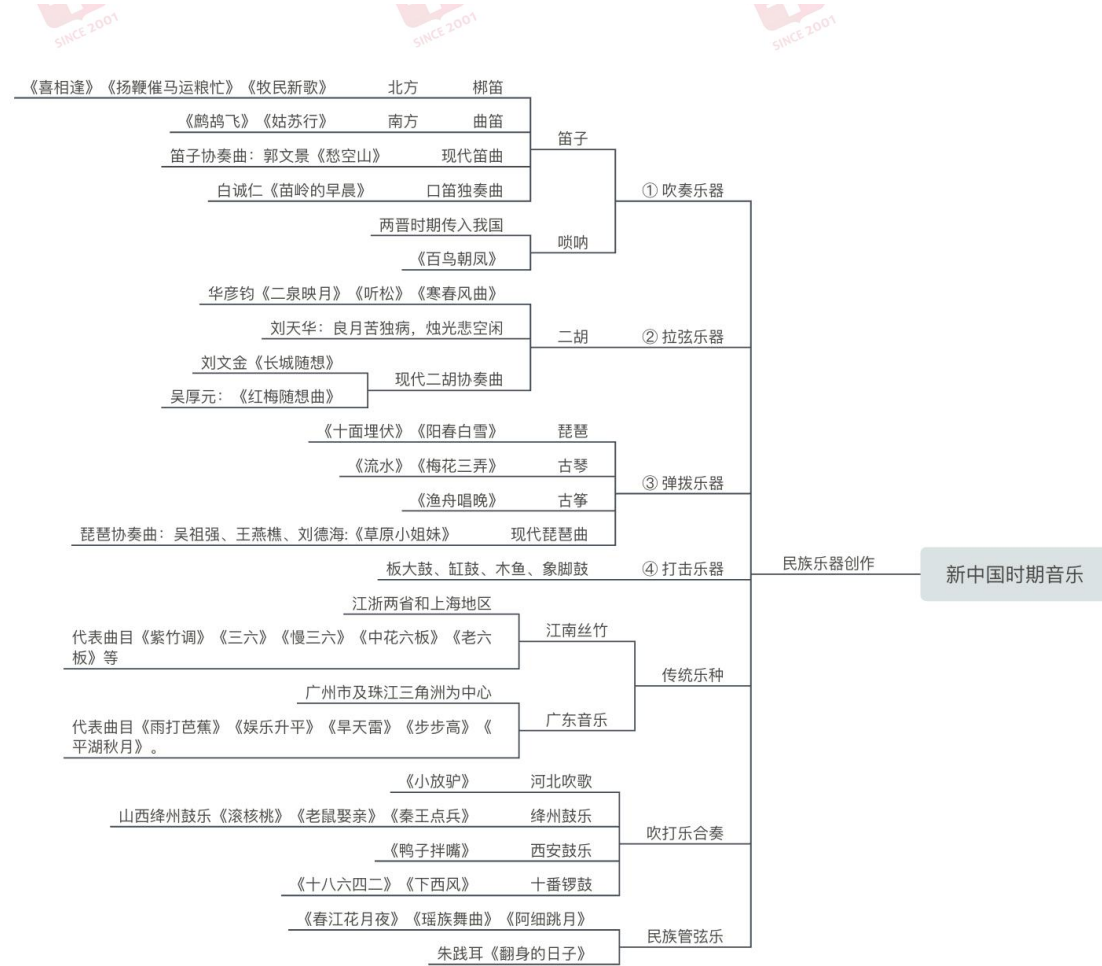 SINCE 2001
SINCE 2001
SINCE 2001
《喜相逢》《扬鞭催马运粮忙》《牧民新歌》 北方 梆笛
《鹧鸪飞》《姑苏行》 南方 曲笛
笛子
笛子协奏曲：郭文景《愁空山》 现代笛曲
白诚仁《苗岭的早晨》 口笛独奏曲
① 吹奏乐器
两晋时期传入我国
唢呐
《百鸟朝凤》
华彦钧《二泉映月》《听松》《寒春风曲》
刘天华：良月苦独病，烛光悲空闲
二胡
② 拉弦乐器
刘文金《长城随想》
现代二胡协奏曲
吴厚元：《红梅随想曲》
《十面埋伏》《阳春白雪》 琵琶
《流水》《梅花三弄》 古琴
③ 弹拨乐器
《渔舟唱晚》 古筝
琵琶协奏曲：吴祖强、王燕樵、刘德海:《草原小姐妹》 现代琵琶曲
民族乐器创作
新中国时期音乐
板大鼓、缸鼓、木鱼、象脚鼓 ④ 打击乐器
江浙两省和上海地区
江南丝竹
代表曲目《紫竹调》《三六》《慢三六》《中花六板》《老六
板》等
传统乐种
广州市及珠江三角洲为中心
广东音乐
代表曲目《雨打芭蕉》《娱乐升平》《旱天雷》《步步高》《
平湖秋月》。
《小放驴》 河北吹歌
山西绛州鼓乐《滚核桃》《老鼠娶亲》《秦王点兵》 绛州鼓乐
吹打乐合奏
《鸭子拌嘴》 西安鼓乐
《十八六四二》《下西风》 十番锣鼓
《春江花月夜》《瑶族舞曲》《阿细跳月》
民族管弦乐
朱践耳《翻身的日子》